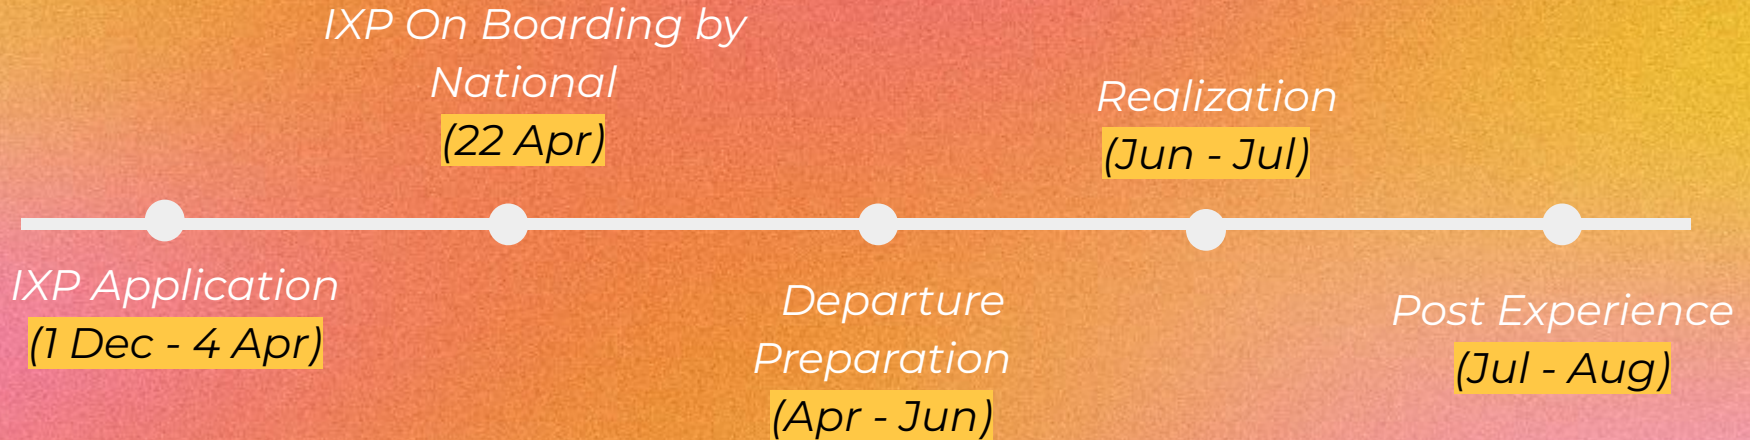 IXP Application
(1 Dec - 4 Apr)
IXP On Boarding by
National
(22 Apr)
Departure
Preparation
(Apr - Jun)
Realization
(Jun - Jul)
Post Experience
(Jul - Aug)